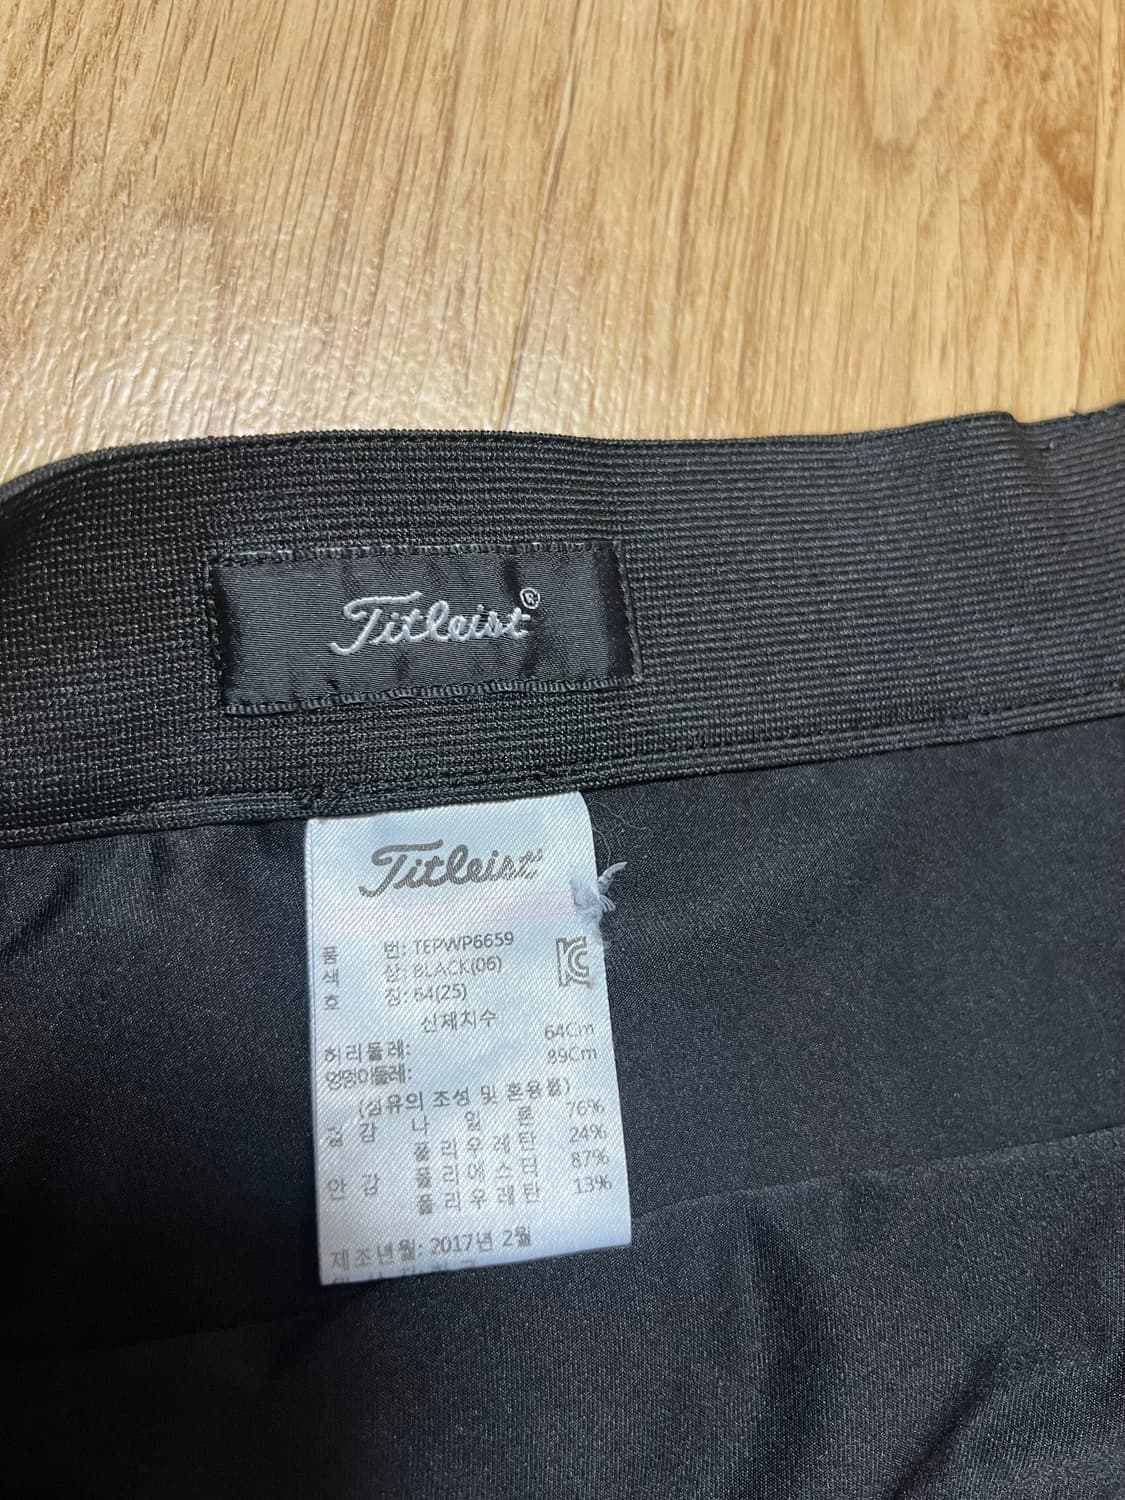 Titleist®
Titleist
품 번: TEPWP6659
색 상: BLACK(06)
호 칭: 64(25)
신체치수
허리둘레: 64Cm
엉덩이둘레: 89Cm
(섬유의 조성 및 혼용률)
겉 감 나 일 론 76%
폴 리 우 레 탄 24%
안 감 폴 리 에 스 터 87%
폴 리 우 레 탄 13%
제조년월: 2017년 2월